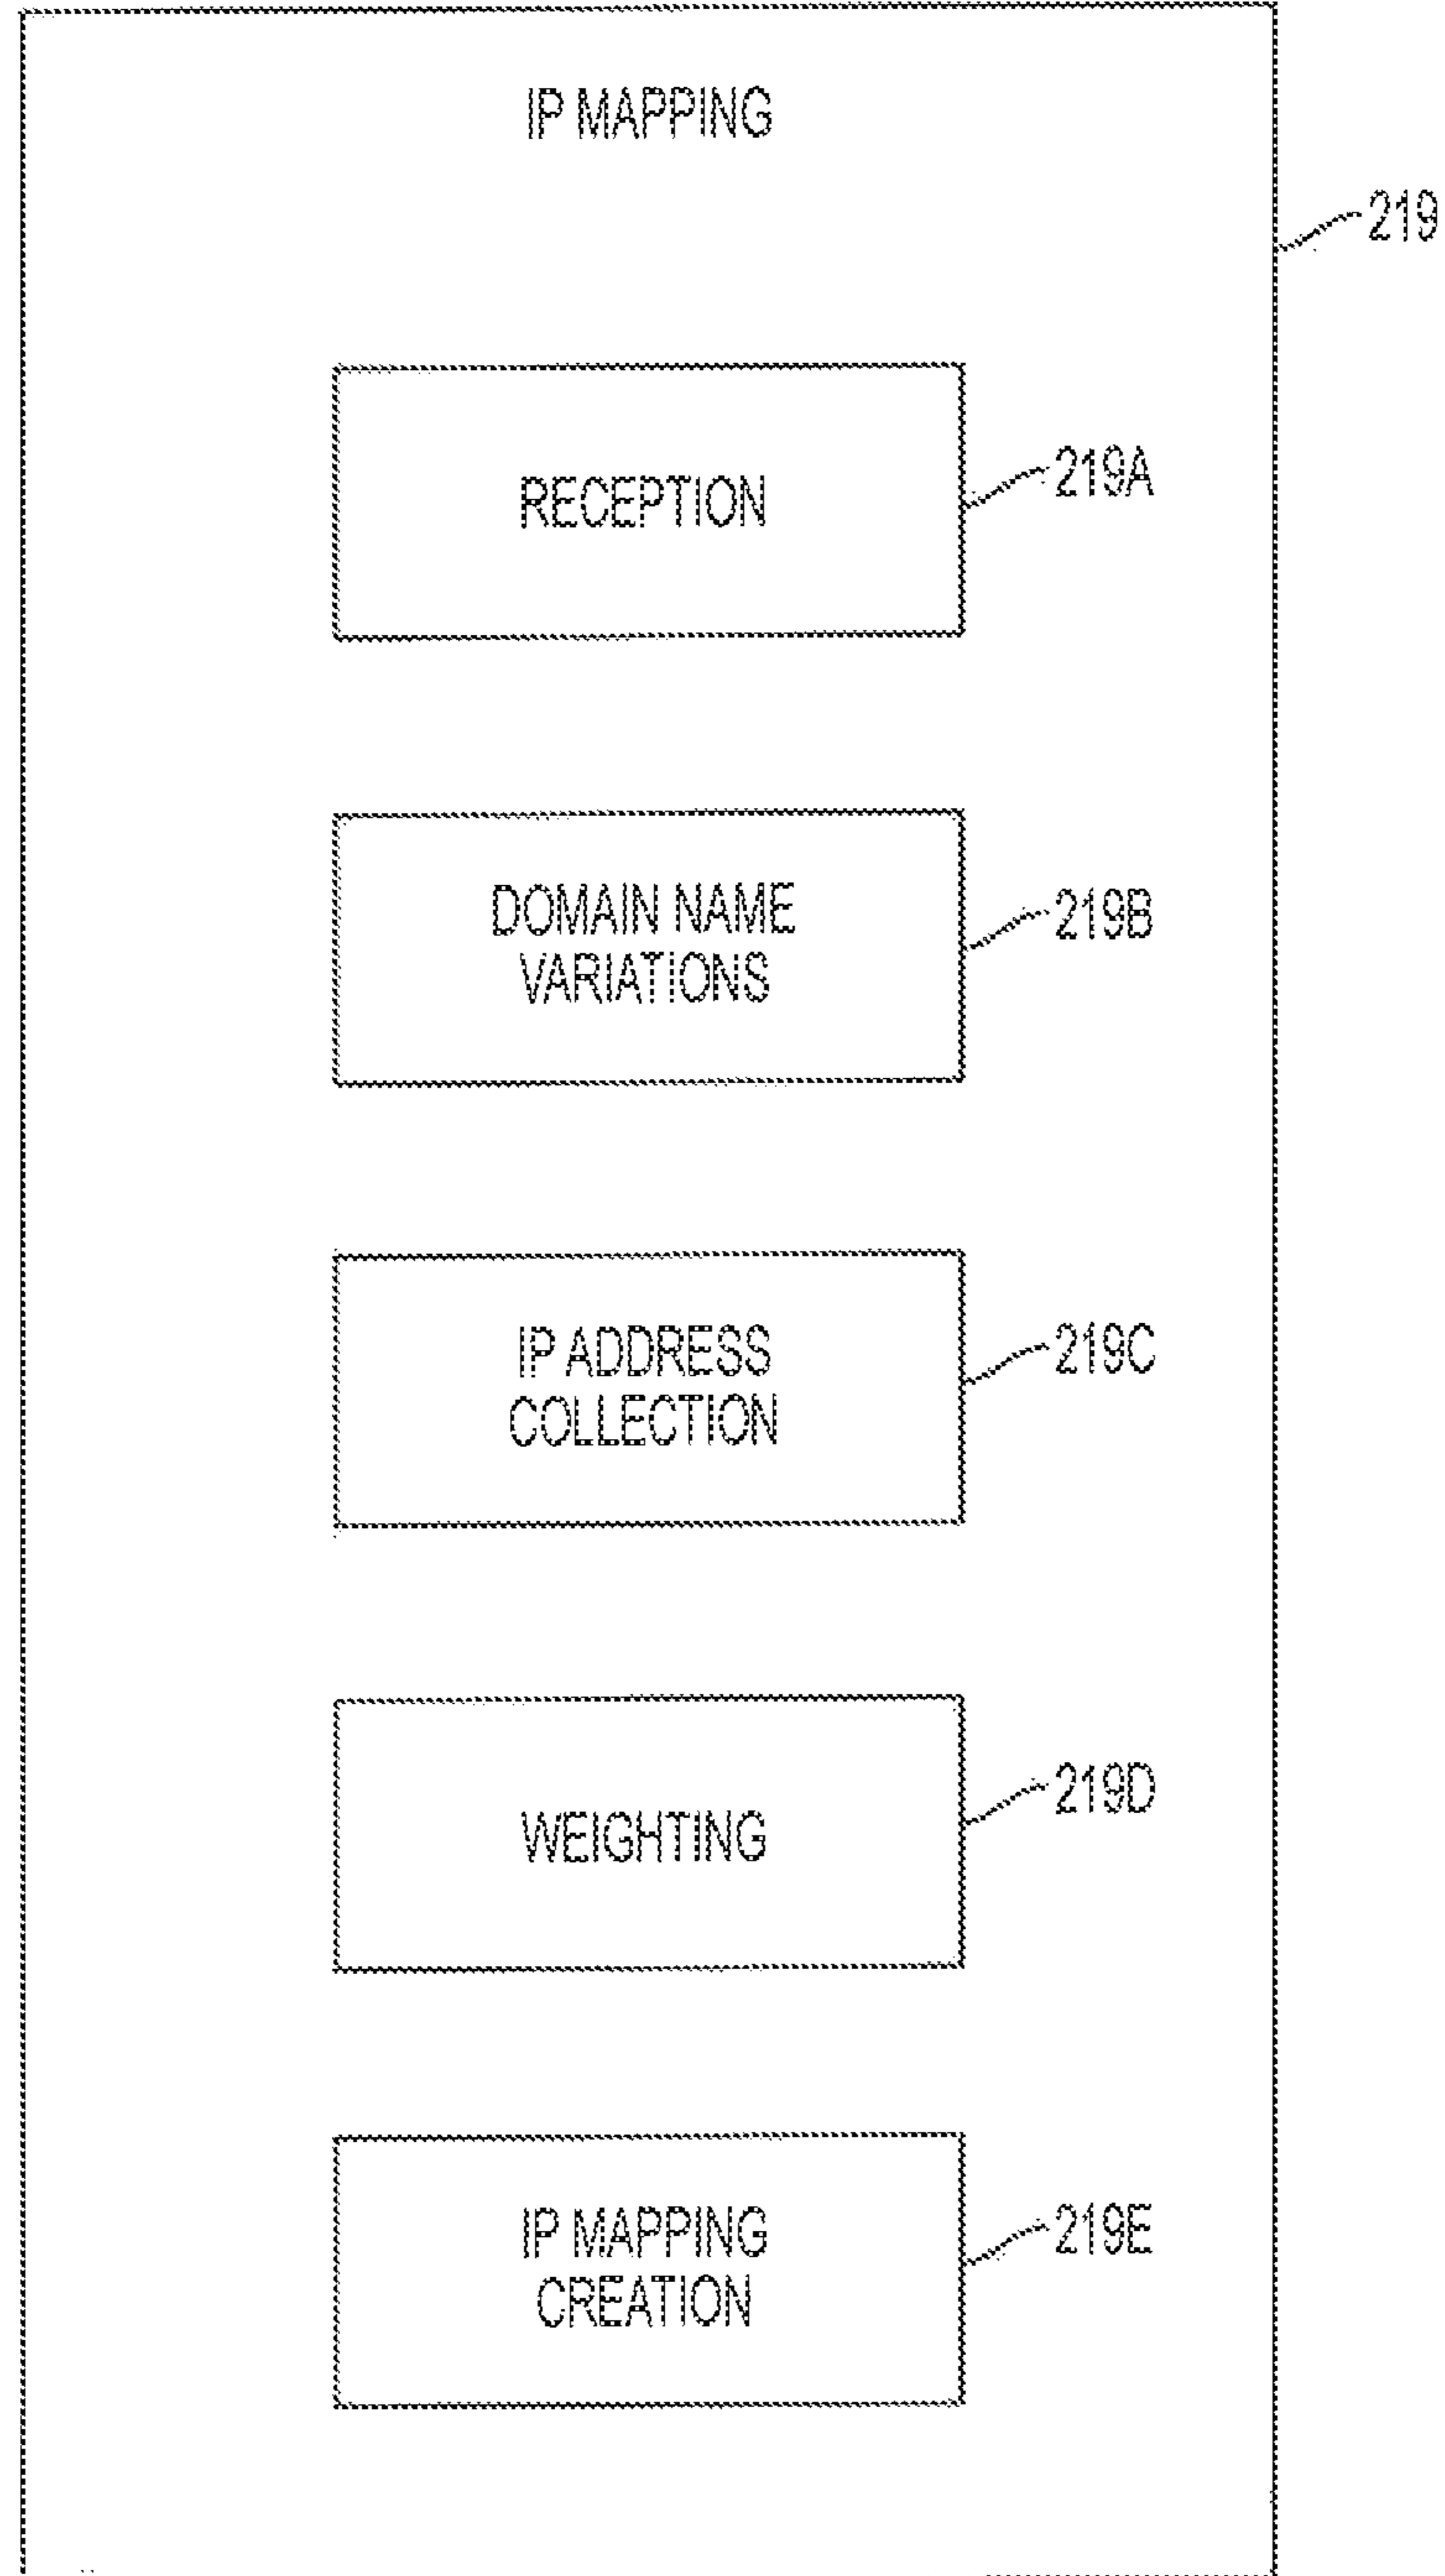 IP MAPPING
219
RECEPTION
219A
DOMAIN NAME
VARIATIONS
219B
IP ADDRESS
COLLECTION
219C
WEIGHTING
219D
IP MAPPING
CREATION
219E